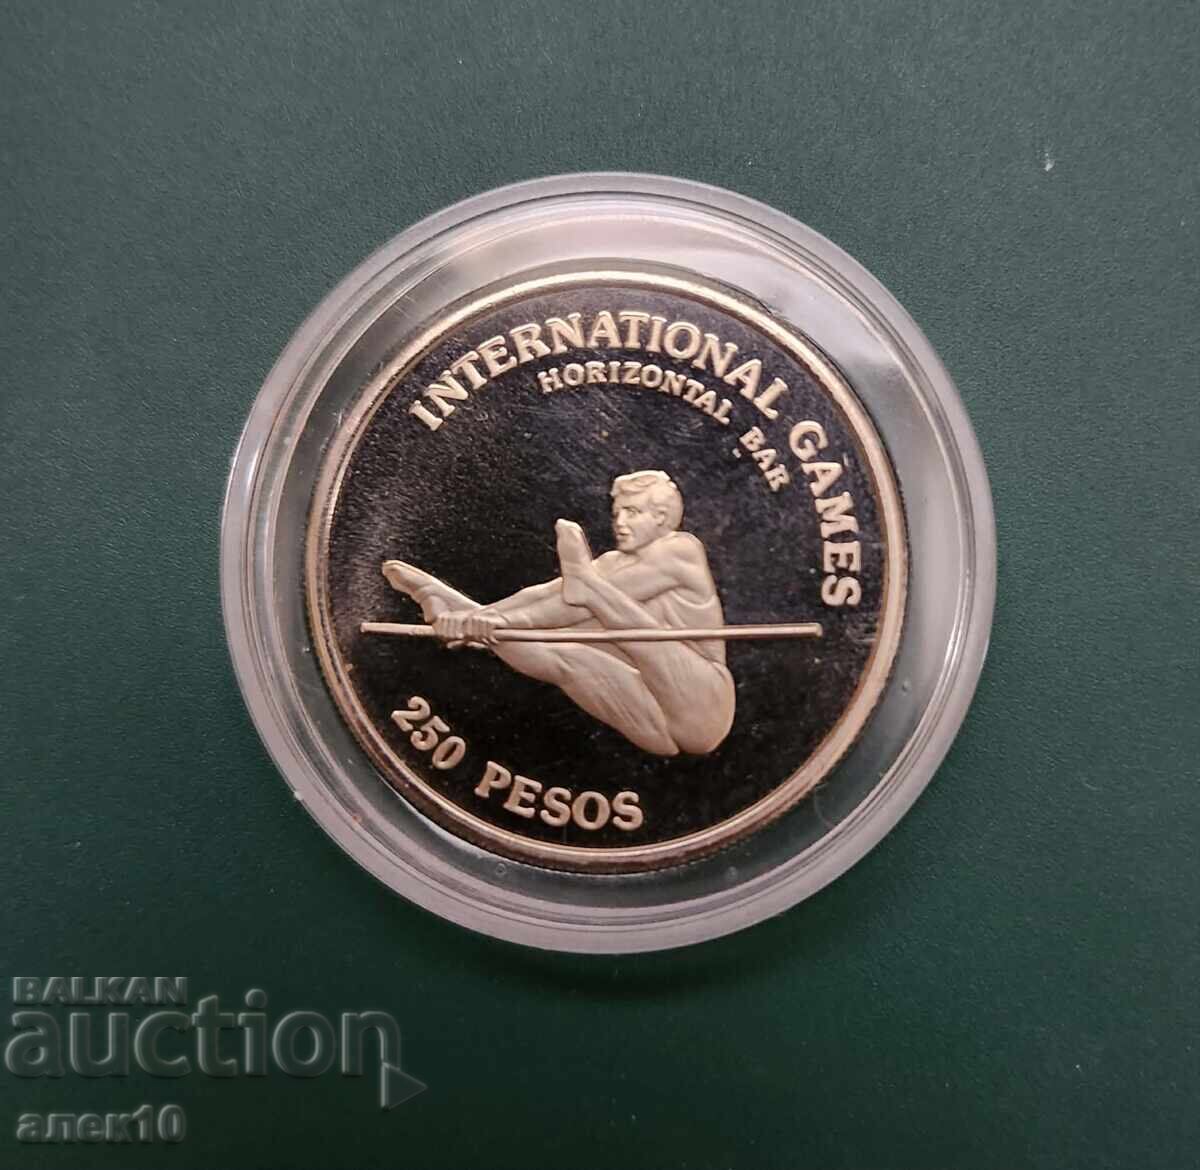 INTERNATIONAL GAMES
HORIZONTAL BAR
250 PESOS
BALKAN
auction
алек10